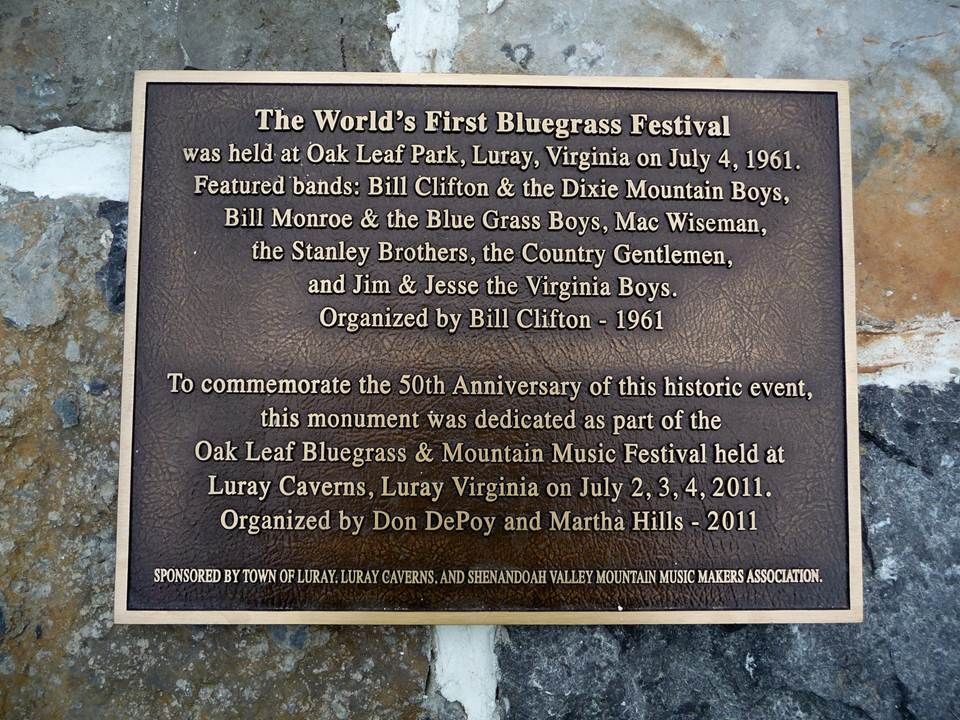 The World's First Bluegrass Festival
was held at Oak Leaf Park, Luray, Virginia on July 4, 1961.
Featured bands: Bill Clifton & the Dixie Mountain Boys,
Bill Monroe & the Blue Grass Boys, Mac Wiseman,
the Stanley Brothers, the Country Gentlemen,
and Jim & Jesse the Virginia Boys.
Organized by Bill Clifton - 1961
To commemorate the 50th Anniversary of this historic event,
this monument was dedicated as part of the
Oak Leaf Bluegrass & Mountain Music Festival held at
Luray Caverns, Luray Virginia on July 2, 3, 4, 2011.
Organized by Don DePoy and Martha Hills - 2011
SPONSORED BY TOWN OF LURAY, LURAY CAVERNS, AND SHENANDOAH VALLEY MOUNTAIN MUSIC MAKERS ASSOCIATION.